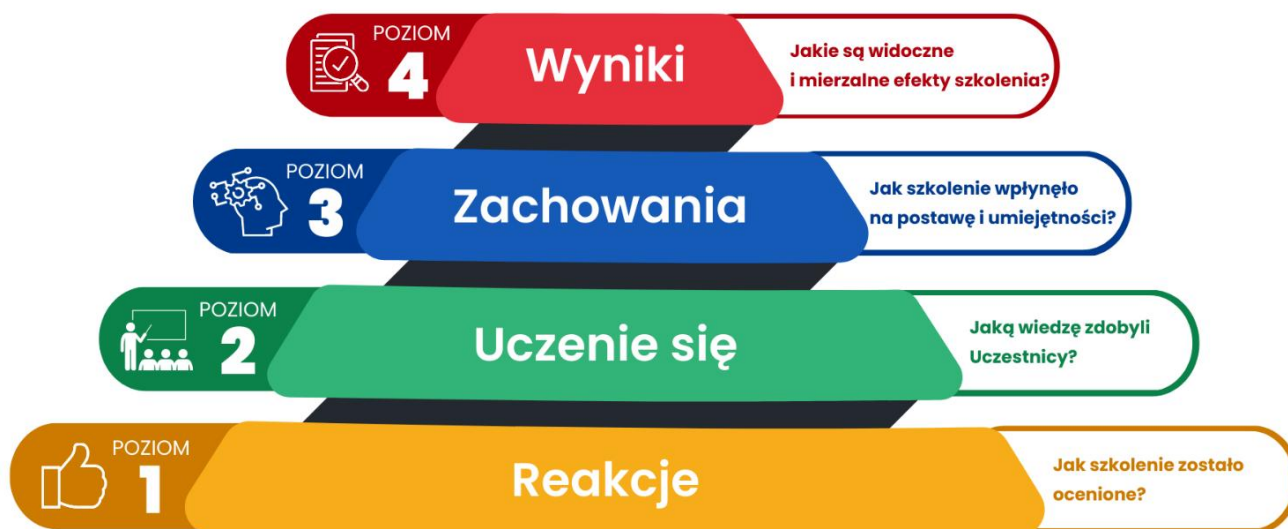 POZIOM
4
Wyniki
Jakie są widoczne
i mierzalne efekty szkolenia?
POZIOM
3
Zachowania
Jak szkolenie wpłynęło
na postawę i umiejętności?
POZIOM
2
Uczenie się
Jaką wiedzę zdobyli
Uczestnicy?
POZIOM
1
Reakcje
Jak szkolenie zostało
ocenione?